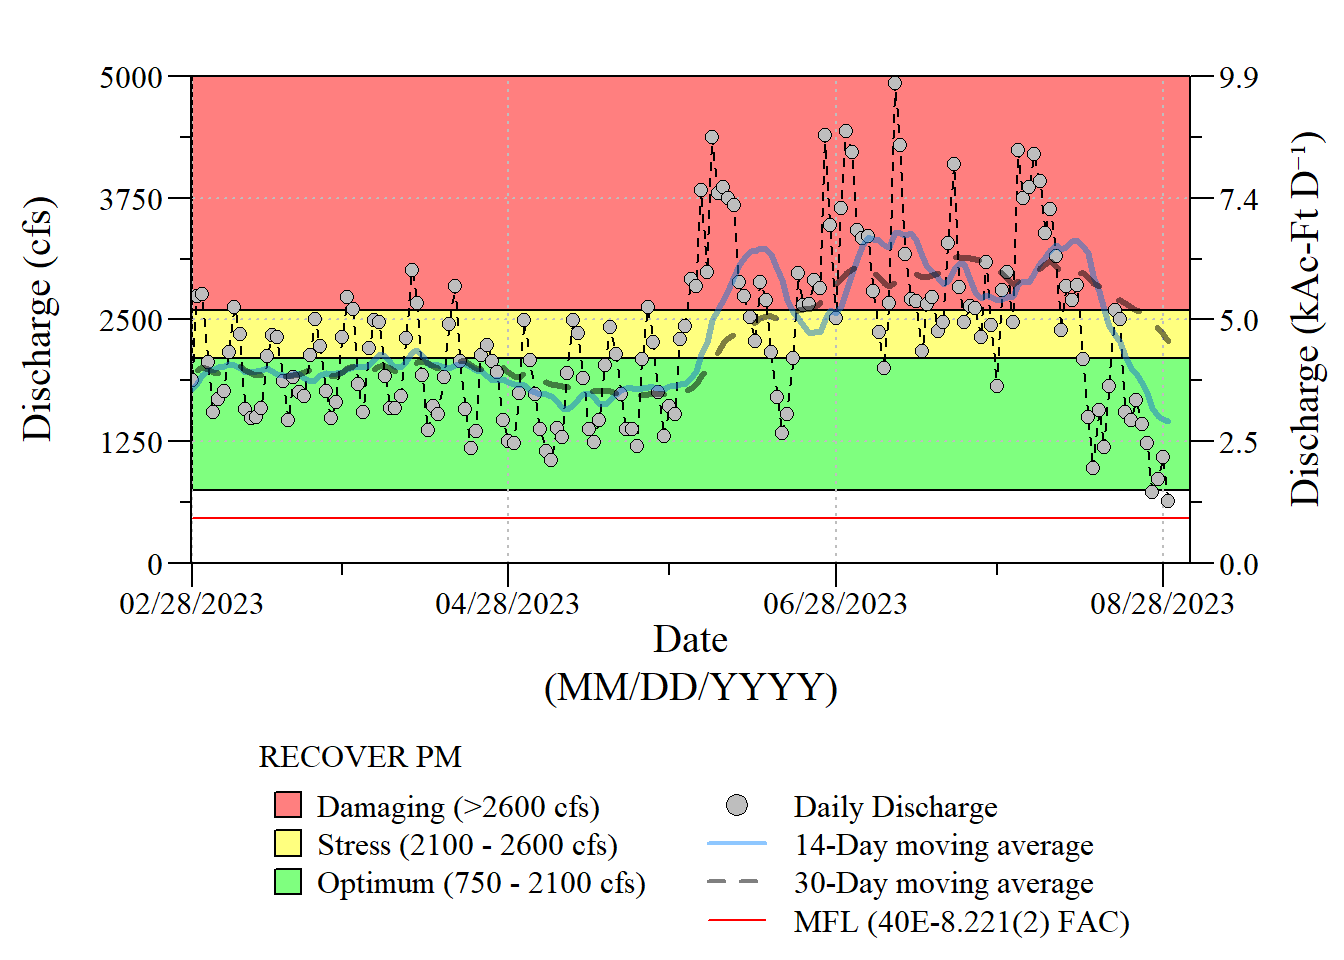 5000
3750
2500
1250
0
Discharge (cfs)
9.9
7.4
5.0
2.5
0.0
Discharge (kAc-Ft D⁻¹)
02/28/2023
04/28/2023
06/28/2023
08/28/2023
Date
(MM/DD/YYYY)
RECOVER PM
Damaging (>2600 cfs)
Stress (2100 - 2600 cfs)
Optimum (750 - 2100 cfs)
Daily Discharge
14-Day moving average
30-Day moving average
MFL (40E-8.221(2) FAC)